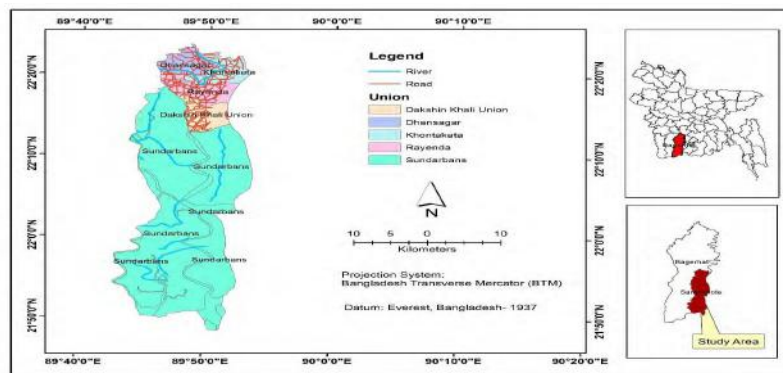 89°40'0"E 89°50'0"E 90°0'0"E 90°10'0"E
22°20'0"N
22°10'0"N
22°0'0"N
21°50'0"N
Dhansagar
Khontakata
Rayenda
Dakshin Khali Union
Sundarbans
Sundarbans
Sundarbans
Sundarbans
Sundarbans
Sundarbans
Legend
River
Road
Union
Dakshin Khali Union
Dhansagar
Khontakata
Rayenda
Sundarbans
N
10 5 0 10
Kilometers
Projection System:
Bangladesh Transverse Mercator (BTM)
Datum: Everest, Bangladesh- 1937
22°20'0"N
22°10'0"N
22°0'0"N
21°50'0"N
89°40'0"E 89°50'0"E 90°0'0"E 90°10'0"E 90°20'0"E
Bagerhat
Study Area